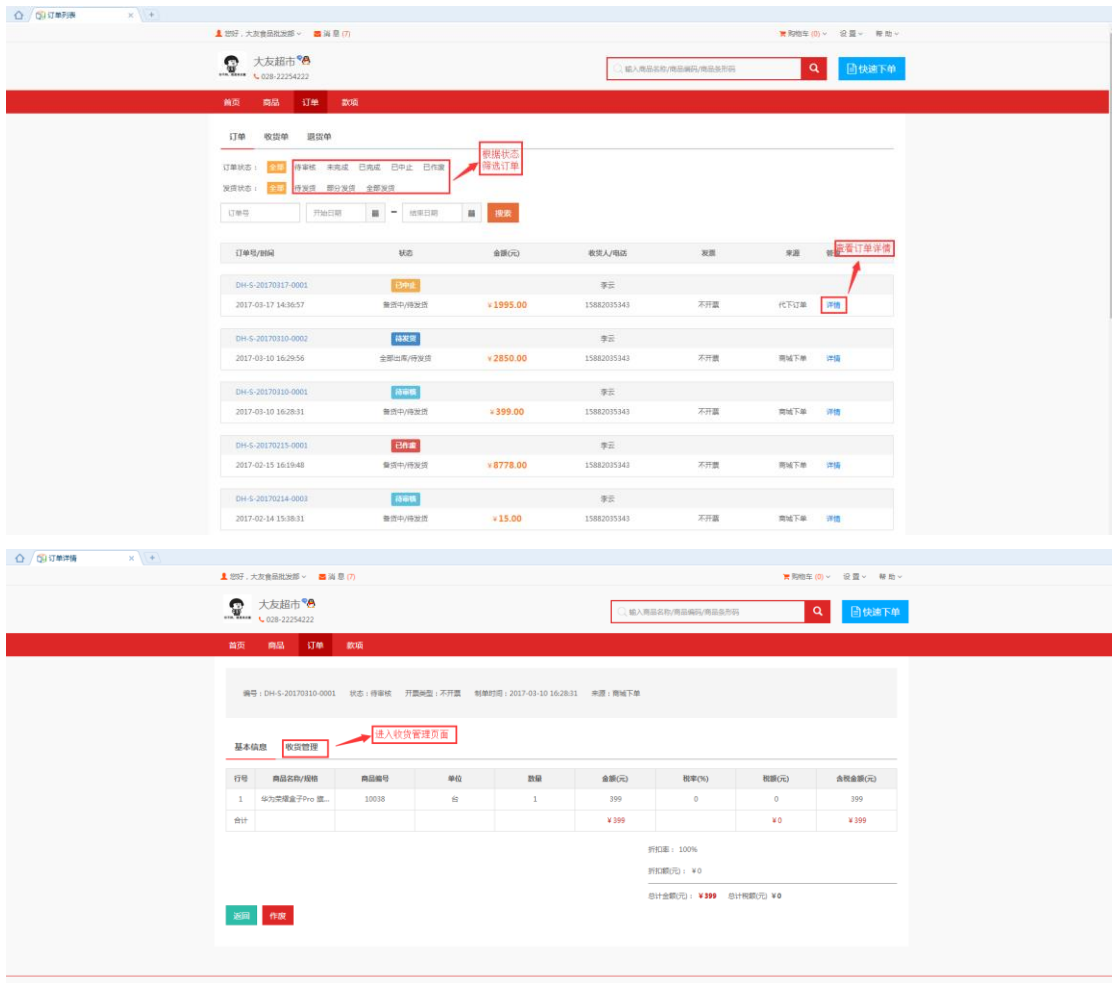 订单列表 × +
您好，大友食品批发部 消息 (7) 购物车 (0) 设置 帮助
大友超市
028-22254222
输入商品名称/商品编码/商品条形码 快速下单
首页 商品 订单 款项
订单 收货单 退货单
根据状态
筛选订单
订单状态： 全部 待审核 未完成 已完成 已中止 已作废
发货状态： 全部 待发货 部分发货 全部发货
订单号 开始日期 - 结束日期 搜索
查看订单详情
订单号/时间 状态 金额(元) 收货人/电话 发票 来源
DH-S-20170317-0001 已中止 李云
2017-03-17 14:36:57 备货中/待发货 ¥1995.00 15882035343 不开票 代下订单 详情
DH-S-20170310-0002 待发货 李云
2017-03-10 16:29:56 全部出库/待发货 ¥2850.00 15882035343 不开票 商城下单 详情
DH-S-20170310-0001 待审核 李云
2017-03-10 16:28:31 备货中/待发货 ¥399.00 15882035343 不开票 商城下单 详情
DH-S-20170215-0001 已作废 李云
2017-02-15 16:19:48 备货中/待发货 ¥8778.00 15882035343 不开票 商城下单 详情
DH-S-20170214-0003 待审核 李云
2017-02-14 15:38:31 备货中/待发货 ¥15.00 15882035343 不开票 商城下单 详情
订单详情 × +
您好，大友食品批发部 消息 (7) 购物车 (0) 设置 帮助
大友超市
028-22254222
输入商品名称/商品编码/商品条形码 快速下单
首页 商品 订单 款项
编号：DH-S-20170310-0001 状态：待审核 开票类型：不开票 制单时间：2017-03-10 16:28:31 来源：商城下单
进入收货管理页面
基本信息 收货管理
行号 商品名称/规格 商品编号 单位 数量 金额(元) 税率(%) 税额(元) 含税金额(元)
1 华为荣耀盒子Pro 标... 10038 台 1 399 0 0 399
合计 ¥399 ¥0 ¥399
折扣率： 100%
折扣额(元)： ¥0
总计金额(元)： ¥399 总计税额(元) ¥0
返回 作废